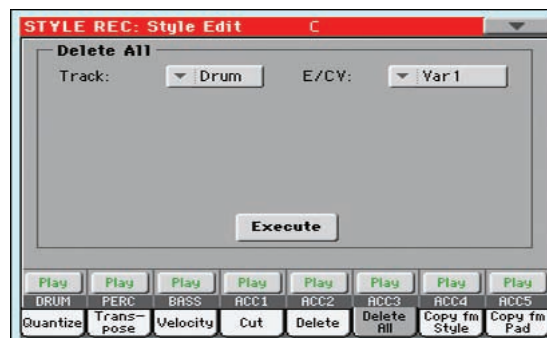 STYLE REC: Style Edit C
Delete All
Track: Drum E/CV: Var1
Execute
Play Play Play Play Play Play Play Play
DRUM PERC BASS ACC1 ACC2 ACC3 ACC4 ACC5
Quantize Trans-pose Velocity Cut Delete Delete All Copy fm Style Copy fm Pad